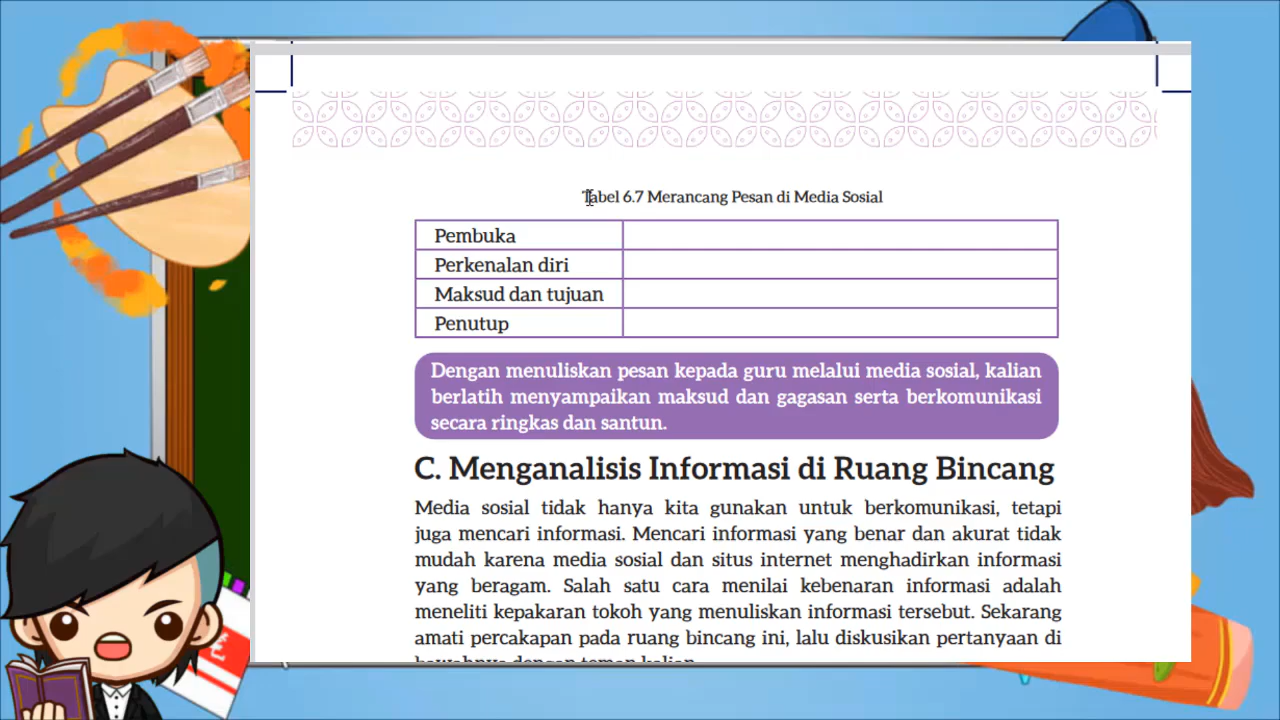 Tabel 6.7 Merancang Pesan di Media Sosial
Pembuka
Perkenalan diri
Maksud dan tujuan
Penutup
Dengan menuliskan pesan kepada guru melalui media sosial, kalian
berlatih menyampaikan maksud dan gagasan serta berkomunikasi
secara ringkas dan santun.
C. Menganalisis Informasi di Ruang Bincang
Media sosial tidak hanya kita gunakan untuk berkomunikasi, tetapi
juga mencari informasi. Mencari informasi yang benar dan akurat tidak
mudah karena media sosial dan situs internet menghadirkan informasi
yang beragam. Salah satu cara menilai kebenaran informasi adalah
meneliti kepakaran tokoh yang menuliskan informasi tersebut. Sekarang
amati percakapan pada ruang bincang ini, lalu diskusikan pertanyaan di
bawahnya dengan teman kalian.